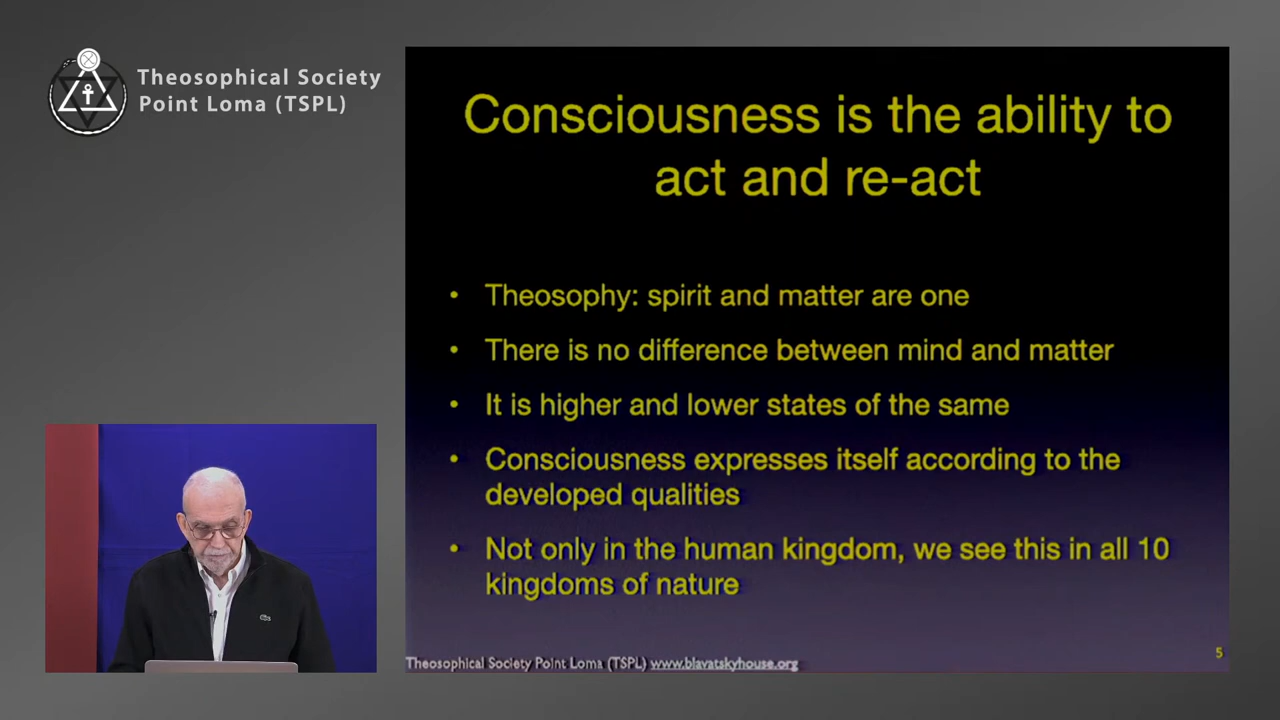 Theosophical Society
Point Loma (TSPL)
Consciousness is the ability to
act and re-act
• Theosophy: spirit and matter are one
• There is no difference between mind and matter
• It is higher and lower states of the same
• Consciousness expresses itself according to the
developed qualities
• Not only in the human kingdom, we see this in all 10
kingdoms of nature
Theosophical Society Point Loma (TSPL) www.blavatskyhouse.org
5